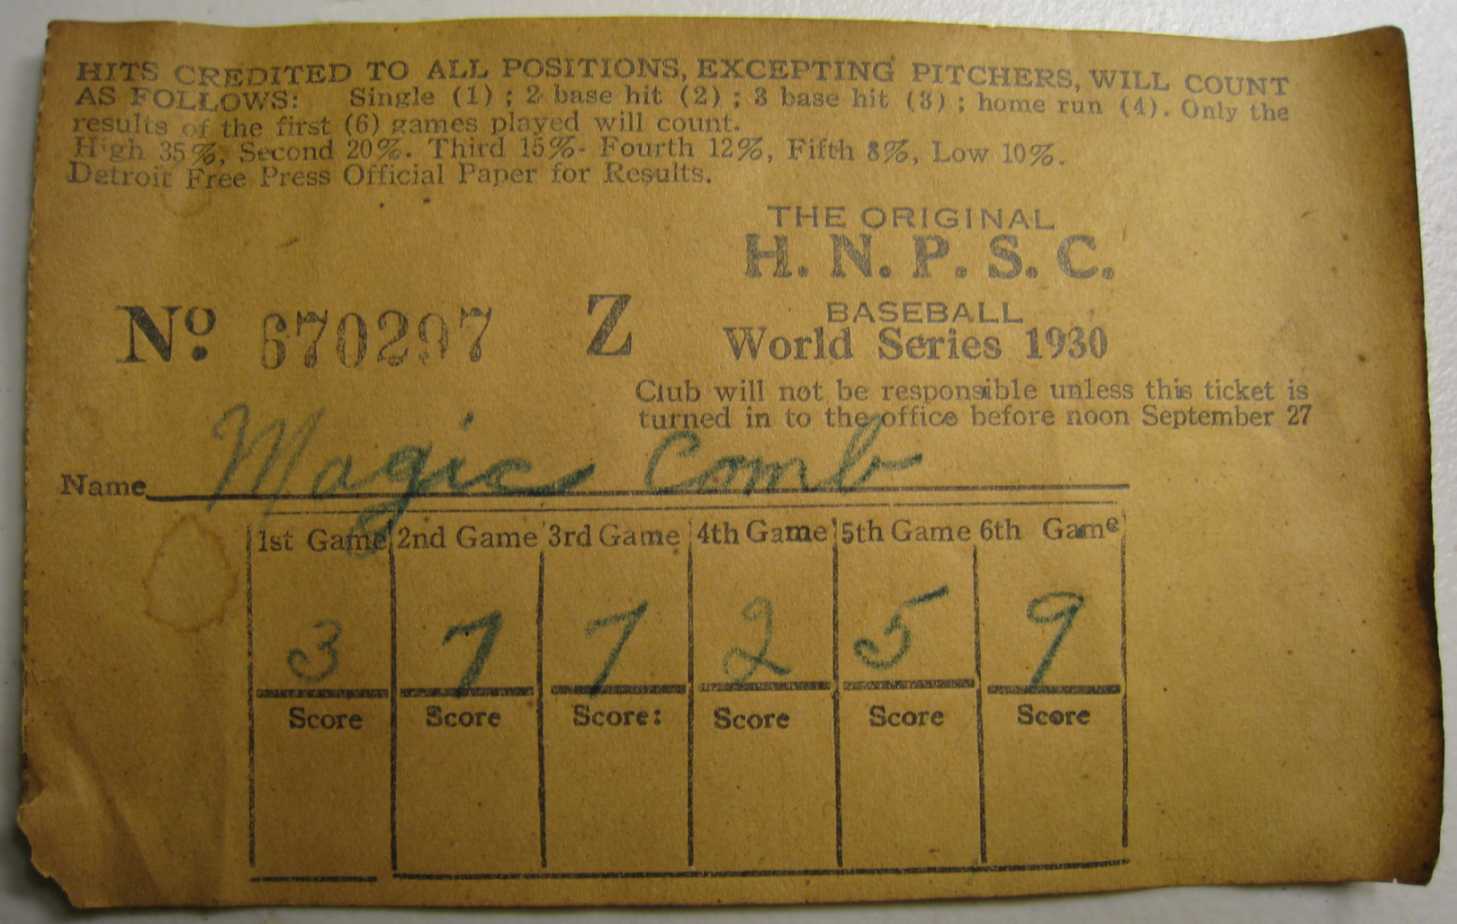 HITS CREDITED TO ALL POSITIONS, EXCEPTING PITCHERS, WILL COUNT
AS FOLLOWS: Single (1) ; 2 base hit (2) ; 3 base hit (3) ; home run (4). Only the
results of the first (6) games played will count.
High 35%, Second 20%. Third 15%- Fourth 12%, Fifth 8%, Low 10%.
Detroit Free Press Official Paper for Results.
THE ORIGINAL
H. N. P. S. C.
BASEBALL
World Series 1930
No. 670297 Z
Club will not be responsible unless this ticket is
turned in to the office before noon September 27
Name Magic Comb
1st Game 2nd Game 3rd Game 4th Game 5th Game 6th Game
3 7 7 2 5 9
Score Score Score: Score Score Score